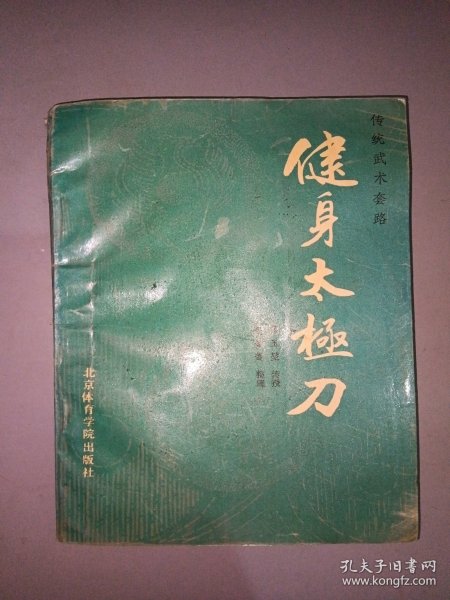 传统武术套路
健身太極刀
传授
整理
北京体育学院出版社
孔夫子旧书网
www.kongfz.com